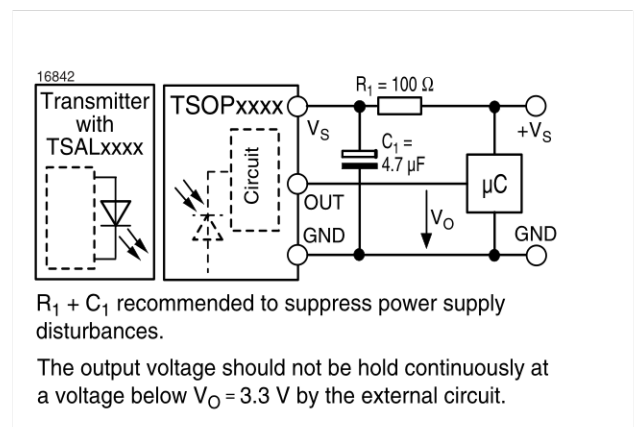 16842
Transmitter
with
TSALxxxx
TSOPxxxx
Circuit
VS
OUT
GND
R1 = 100 Ω
C1 =
4.7 µF
VO
µC
+VS
GND
R1 + C1 recommended to suppress power supply
disturbances.
The output voltage should not be hold continuously at
a voltage below VO = 3.3 V by the external circuit.